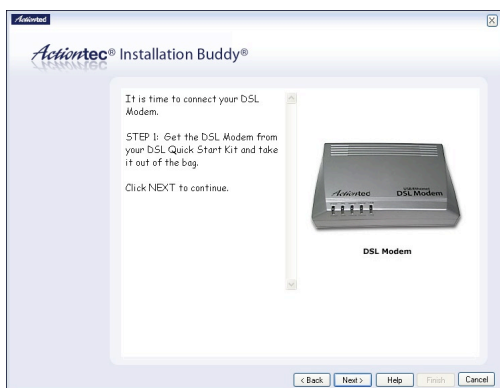 Actiontec
Actiontec® Installation Buddy®
It is time to connect your DSL
Modem.
STEP 1: Get the DSL Modem from
your DSL Quick Start Kit and take
it out of the bag.
Click NEXT to continue.
Actiontec
DSL Modem
DSL Modem
< Back
Next >
Help
Finish
Cancel